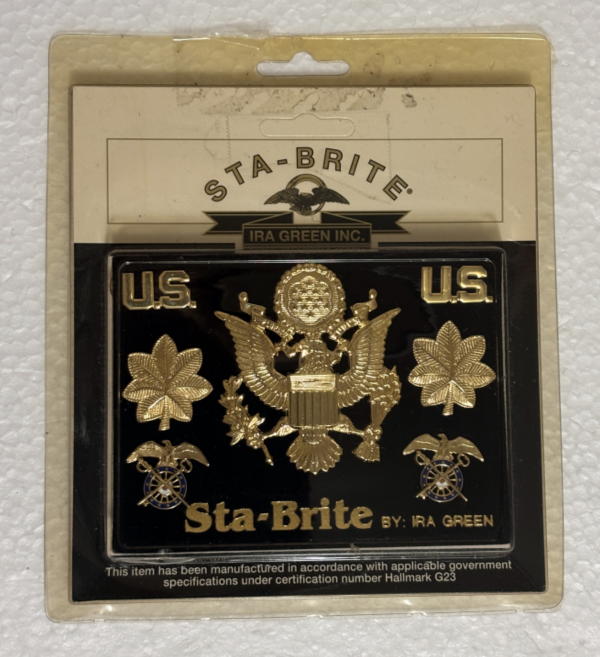 STA-BRITE®
IRA GREEN INC.
U.S. U.S.
Sta-Brite BY: IRA GREEN
This item has been manufactured in accordance with applicable government
specifications under certification number Hallmark G23